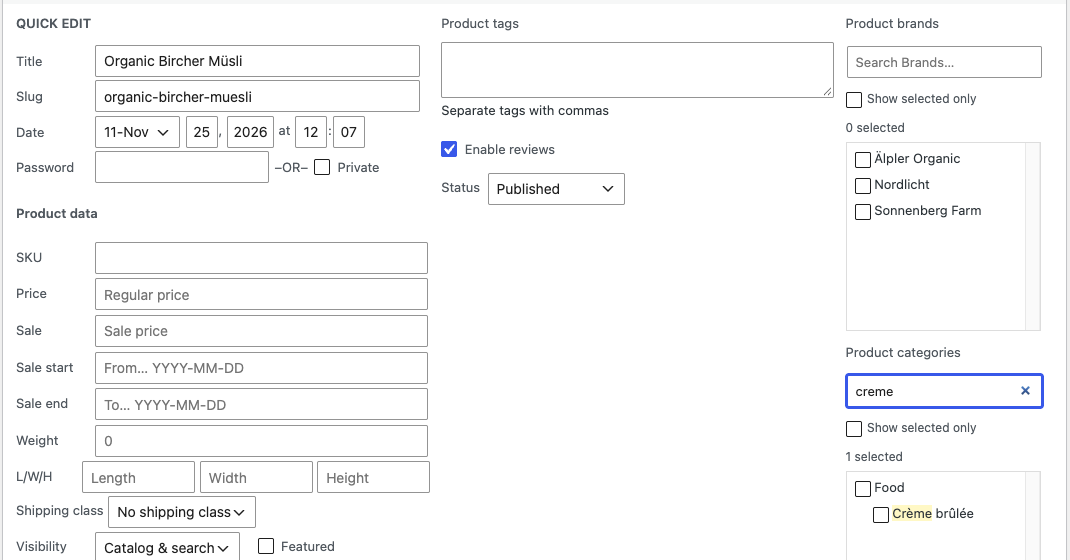 QUICK EDIT
Title Organic Bircher Müsli
Slug organic-bircher-muesli
Date 11-Nov 25 , 2026 at 12 : 07
Password –OR– Private
Product data
SKU
Price Regular price
Sale Sale price
Sale start From… YYYY-MM-DD
Sale end To… YYYY-MM-DD
Weight 0
L/W/H Length Width Height
Shipping class No shipping class
Visibility Catalog & search Featured
Product tags
Separate tags with commas
Enable reviews
Status Published
Product brands
Search Brands…
Show selected only
0 selected
Älpler Organic
Nordlicht
Sonnenberg Farm
Product categories
creme ×
Show selected only
1 selected
Food
Crème brûlée